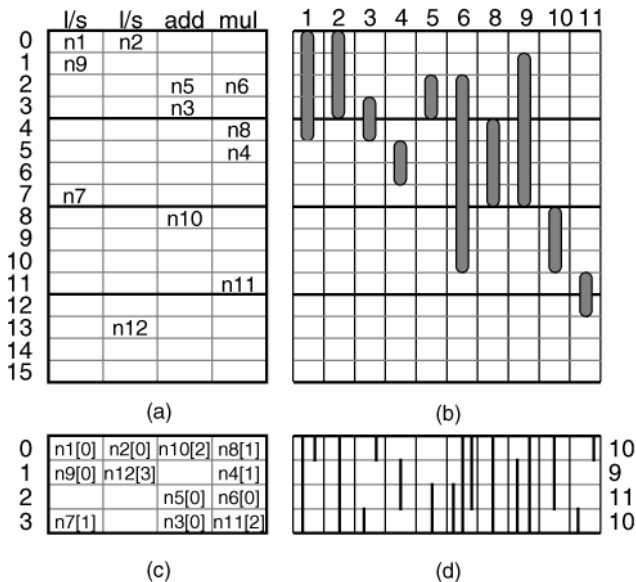 l/s l/s add mul 1 2 3 4 5 6 8 9 10 11
0 n1 n2
1 n9
2 n5 n6
3 n3
4 n8
5 n4
6
7 n7
8 n10
9
10
11 n11
12
13 n12
14
15
(a) (b)
0 n1[0] n2[0] n10[2] n8[1] 10
1 n9[0] n12[3] n4[1] 9
2 n5[0] n6[0] 11
3 n7[1] n3[0] n11[2] 10
(c) (d)